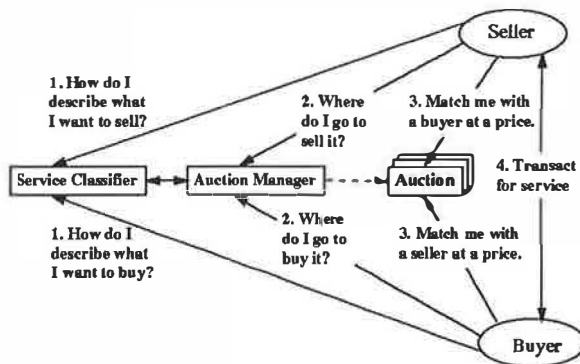 Seller
1. How do I
describe what
I want to sell?
2. Where
do I go to
sell it?
3. Match me with
a buyer at a price.
Service Classifier
Auction Manager
Auction
4. Transact
for service
1. How do I
describe what
I want to buy?
2. Where
do I go to
buy it?
3. Match me with
a seller at a price.
Buyer